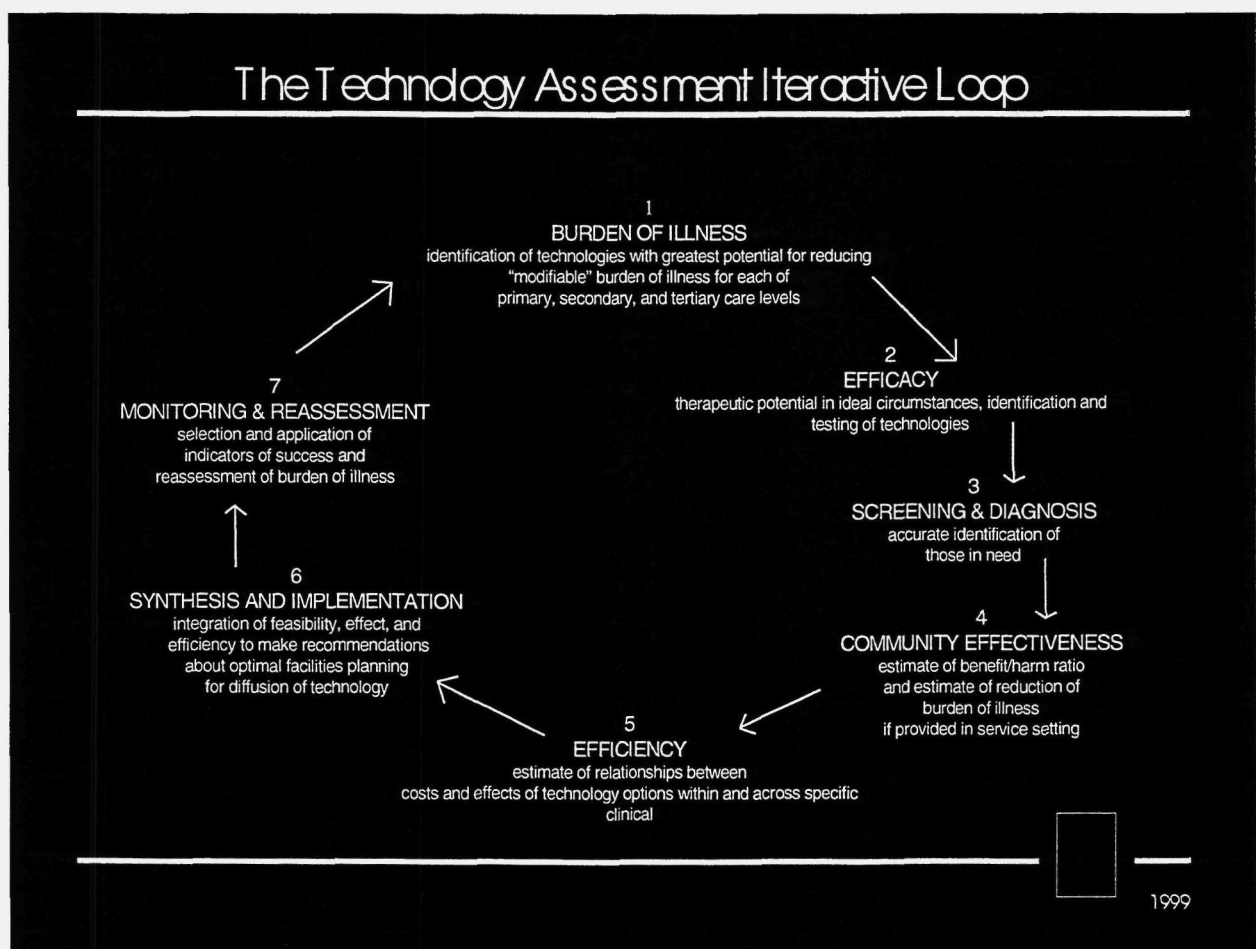 The Technology Assessment Iteractive Loop
1
BURDEN OF ILLNESS
identification of technologies with greatest potential for reducing
“modifiable” burden of illness for each of
primary, secondary, and tertiary care levels
2
EFFICACY
therapeutic potential in ideal circumstances, identification and
testing of technologies
3
SCREENING & DIAGNOSIS
accurate identification of
those in need
4
COMMUNITY EFFECTIVENESS
estimate of benefit/harm ratio
and estimate of reduction of
burden of illness
if provided in service setting
5
EFFICIENCY
estimate of relationships between
costs and effects of technology options within and across specific
clinical
6
SYNTHESIS AND IMPLEMENTATION
integration of feasibility, effect, and
efficiency to make recommendations
about optimal facilities planning
for diffusion of technology
7
MONITORING & REASSESSMENT
selection and application of
indicators of success and
reassessment of burden of illness
1999